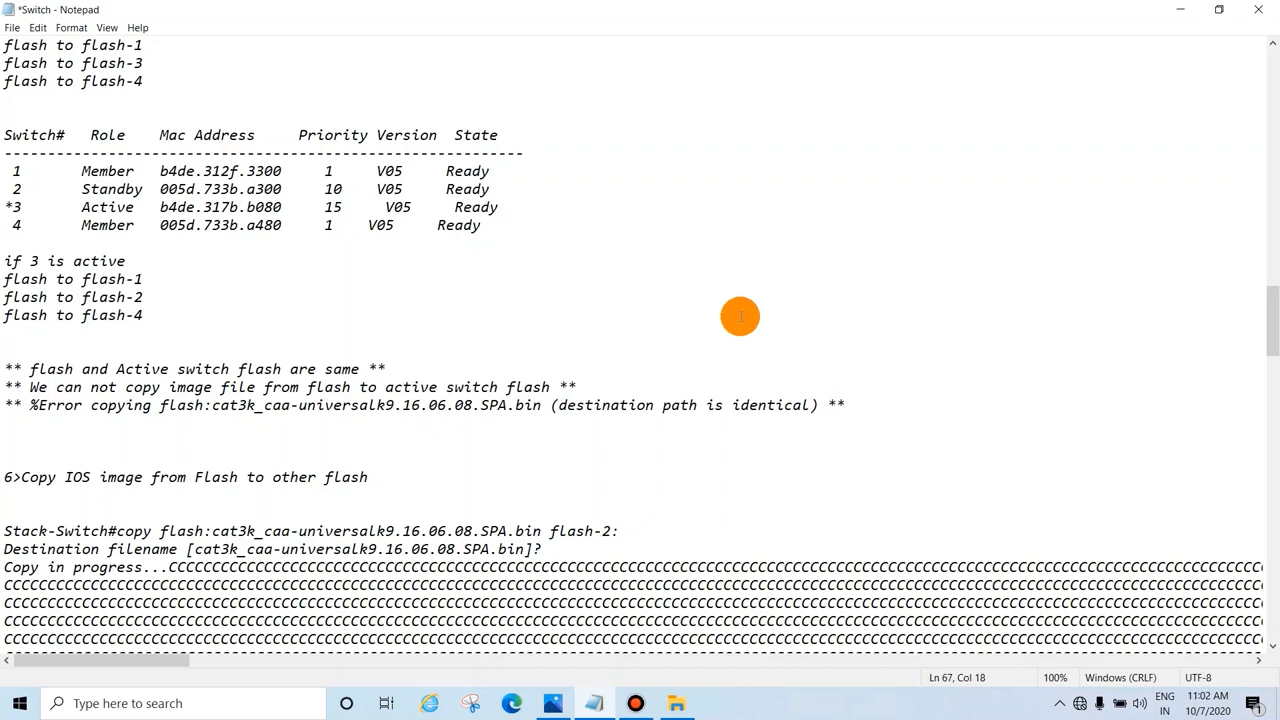 *Switch - Notepad
File Edit Format View Help
flash to flash-1
flash to flash-3
flash to flash-4
Switch# Role Mac Address Priority Version State
------------------------------------------------------------
1 Member b4de.312f.3300 1 V05 Ready
2 Standby 005d.733b.a300 10 V05 Ready
*3 Active b4de.317b.b080 15 V05 Ready
4 Member 005d.733b.a480 1 V05 Ready
if 3 is active
flash to flash-1
flash to flash-2
flash to flash-4
** flash and Active switch flash are same **
** We can not copy image file from flash to active switch flash **
** %Error copying flash:cat3k_caa-universalk9.16.06.08.SPA.bin (destination path is identical) **
6>Copy IOS image from Flash to other flash
Stack-Switch#copy flash:cat3k_caa-universalk9.16.06.08.SPA.bin flash-2:
Destination filename [cat3k_caa-universalk9.16.06.08.SPA.bin]?
Copy in progress...CCCCCCCCCCCCCCCCCCCCCCCCCCCCCCCCCCCCCCCCCCCCCCCCCCCCCCCCCCCCCCCCCCCCCCCCCCCCCCCCCCCCCCCCCCCCCCCCCCCCCCCCCCCCCCCCCCCCCCCCCCCCCCC
CCCCCCCCCCCCCCCCCCCCCCCCCCCCCCCCCCCCCCCCCCCCCCCCCCCCCCCCCCCCCCCCCCCCCCCCCCCCCCCCCCCCCCCCCCCCCCCCCCCCCCCCCCCCCCCCCCCCCCCCCCCCCCCCCCCCCCCCCCCCCCCCC
CCCCCCCCCCCCCCCCCCCCCCCCCCCCCCCCCCCCCCCCCCCCCCCCCCCCCCCCCCCCCCCCCCCCCCCCCCCCCCCCCCCCCCCCCCCCCCCCCCCCCCCCCCCCCCCCCCCCCCCCCCCCCCCCCCCCCCCCCCCCCCCCC
CCCCCCCCCCCCCCCCCCCCCCCCCCCCCCCCCCCCCCCCCCCCCCCCCCCCCCCCCCCCCCCCCCCCCCCCCCCCCCCCCCCCCCCCCCCCCCCCCCCCCCCCCCCCCCCCCCCCCCCCCCCCCCCCCCCCCCCCCCCCCCCCC
CCCCCCCCCCCCCCCCCCCCCCCCCCCCCCCCCCCCCCCCCCCCCCCCCCCCCCCCCCCCCCCCCCCCCCCCCCCCCCCCCCCCCCCCCCCCCCCCCCCCCCCCCCCCCCCCCCCCCCCCCCCCCCCCCCCCCCCCCCCCCCCCC
Ln 67, Col 18 100% Windows (CRLF) UTF-8
Type here to search
ENG 11:02 AM
IN 10/7/2020
1